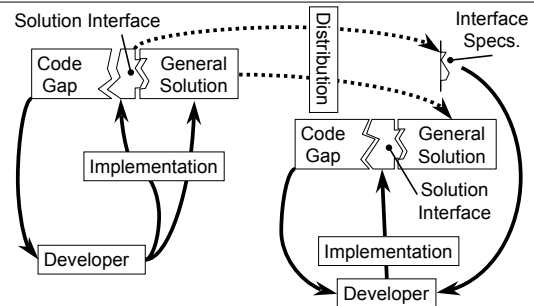 Solution Interface
Code
Gap
General
Solution
Implementation
Developer
Distribution
Interface
Specs.
Code
Gap
General
Solution
Solution
Interface
Implementation
Developer